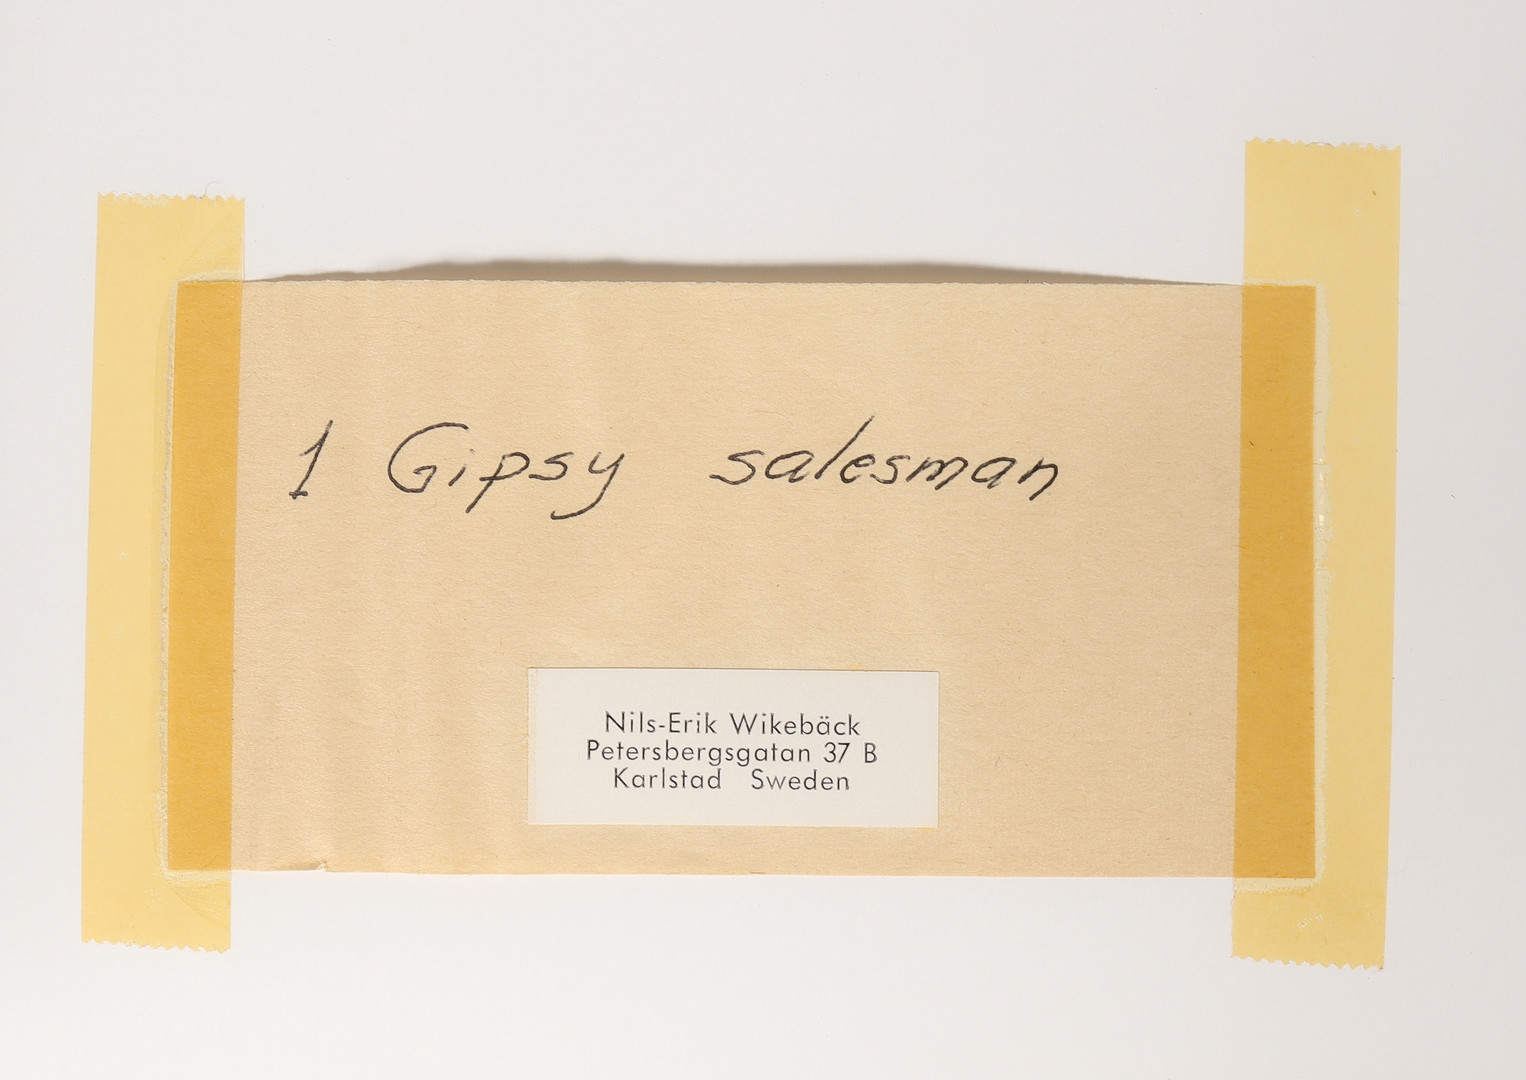 1 Gipsy salesman
Nils-Erik Wikebäck
Petersbergsgatan 37 B
Karlstad Sweden